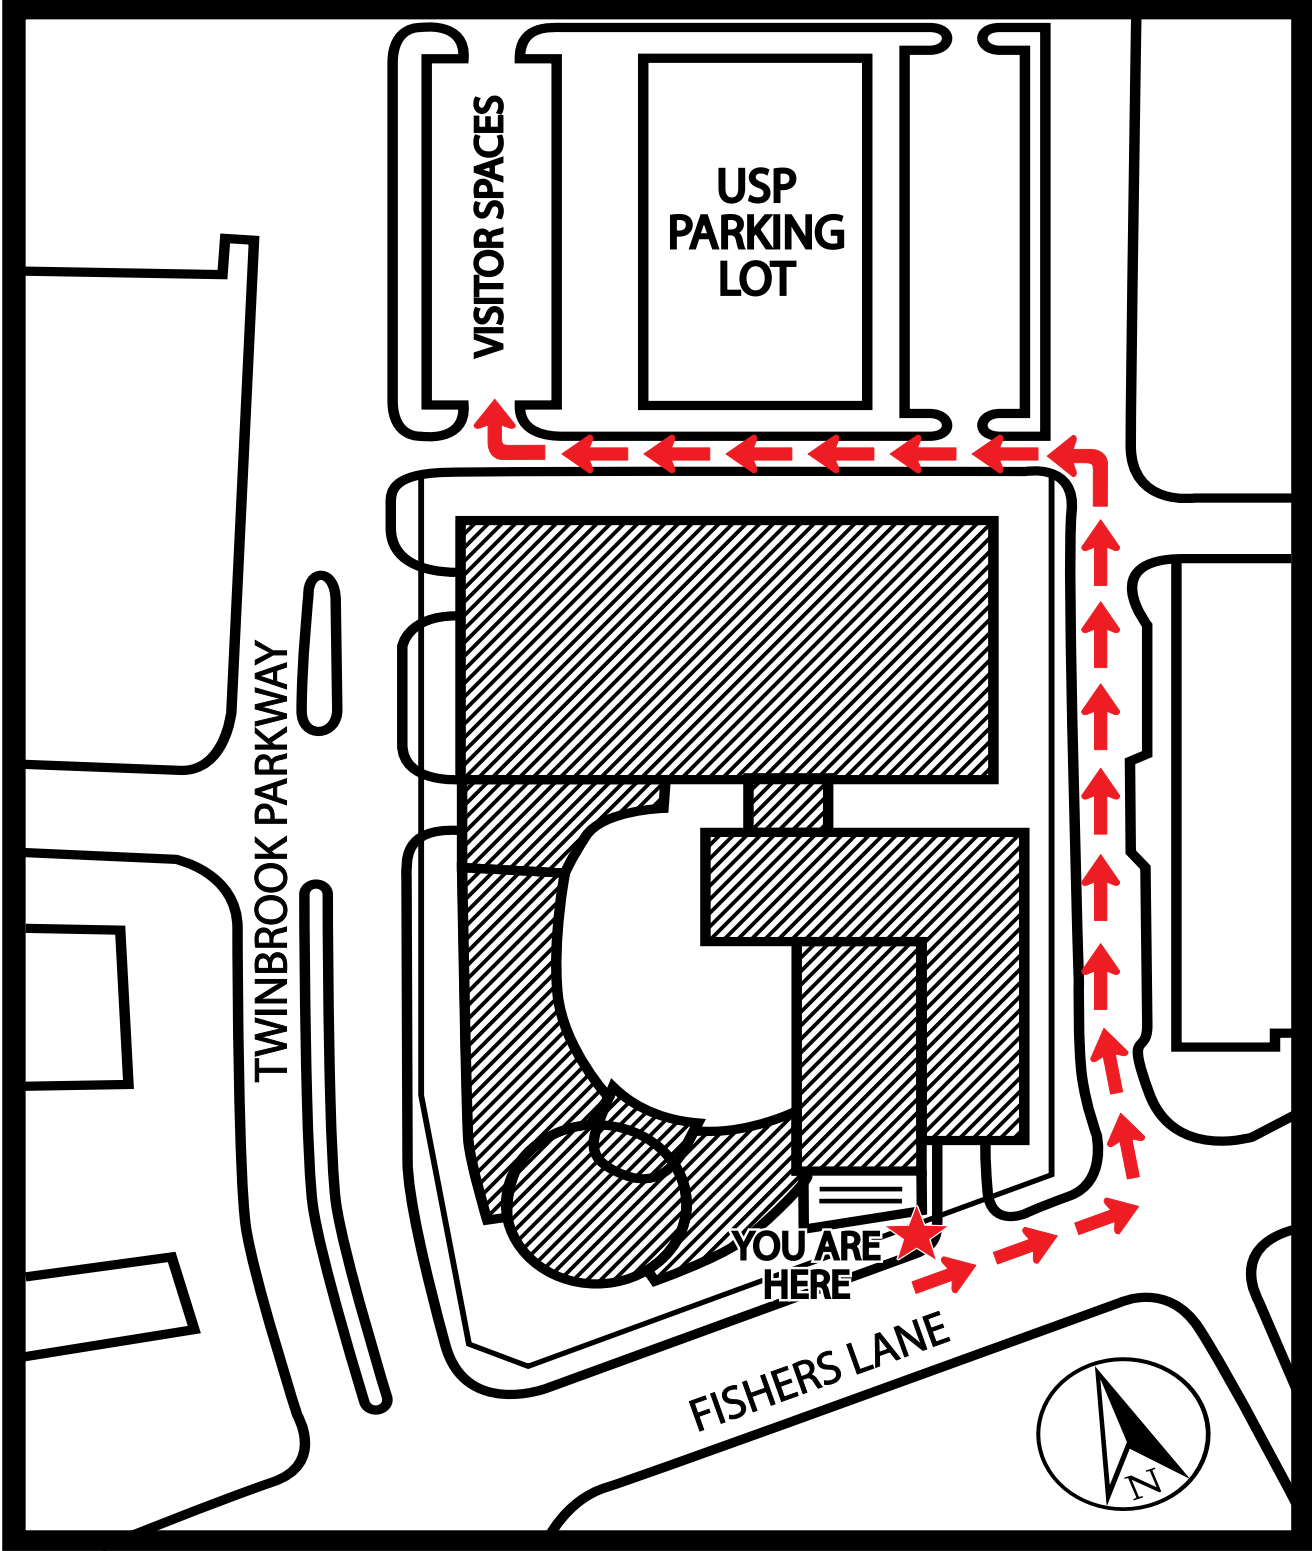 VISITOR SPACES
USP
PARKING
LOT
TWINBROOK PARKWAY
YOU ARE
HERE
FISHERS LANE
N